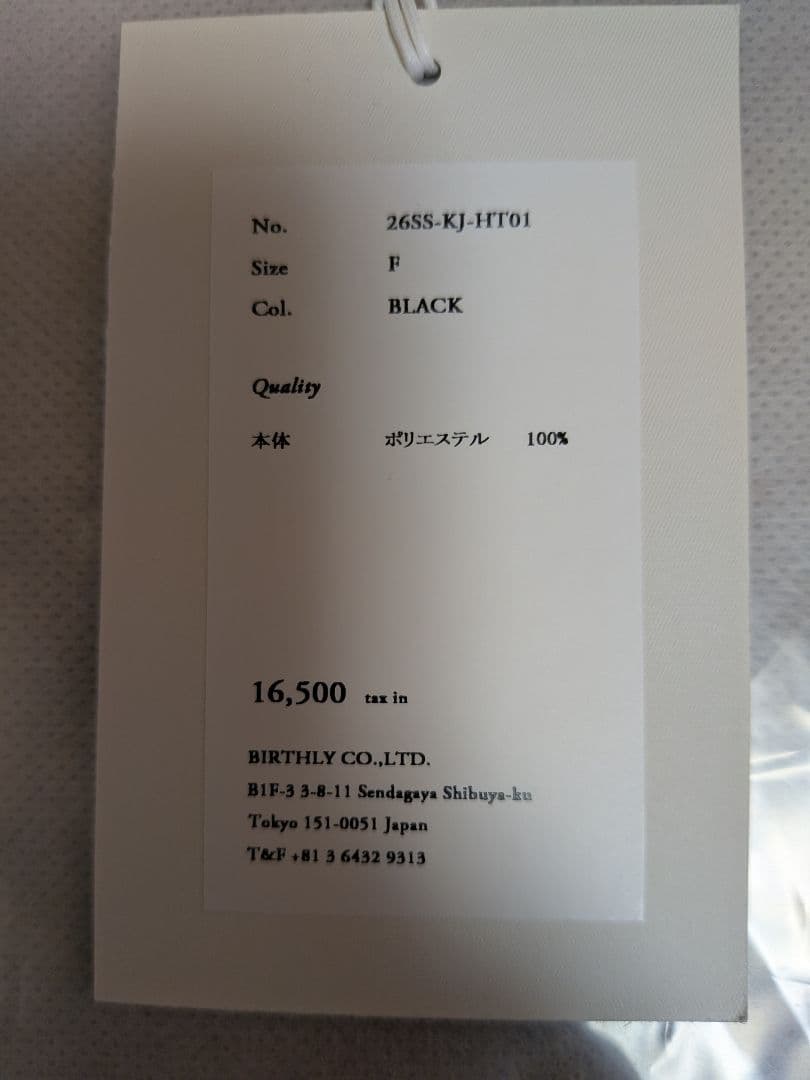 No. 26SS-KJ-HT01
Size F
Col. BLACK
Quality
本体 ポリエステル 100%
16,500 tax in
BIRTHLY CO.,LTD.
B1F-3 3-8-11 Sendagaya Shibuya-ku
Tokyo 151-0051 Japan
T&F +81 3 6432 9313